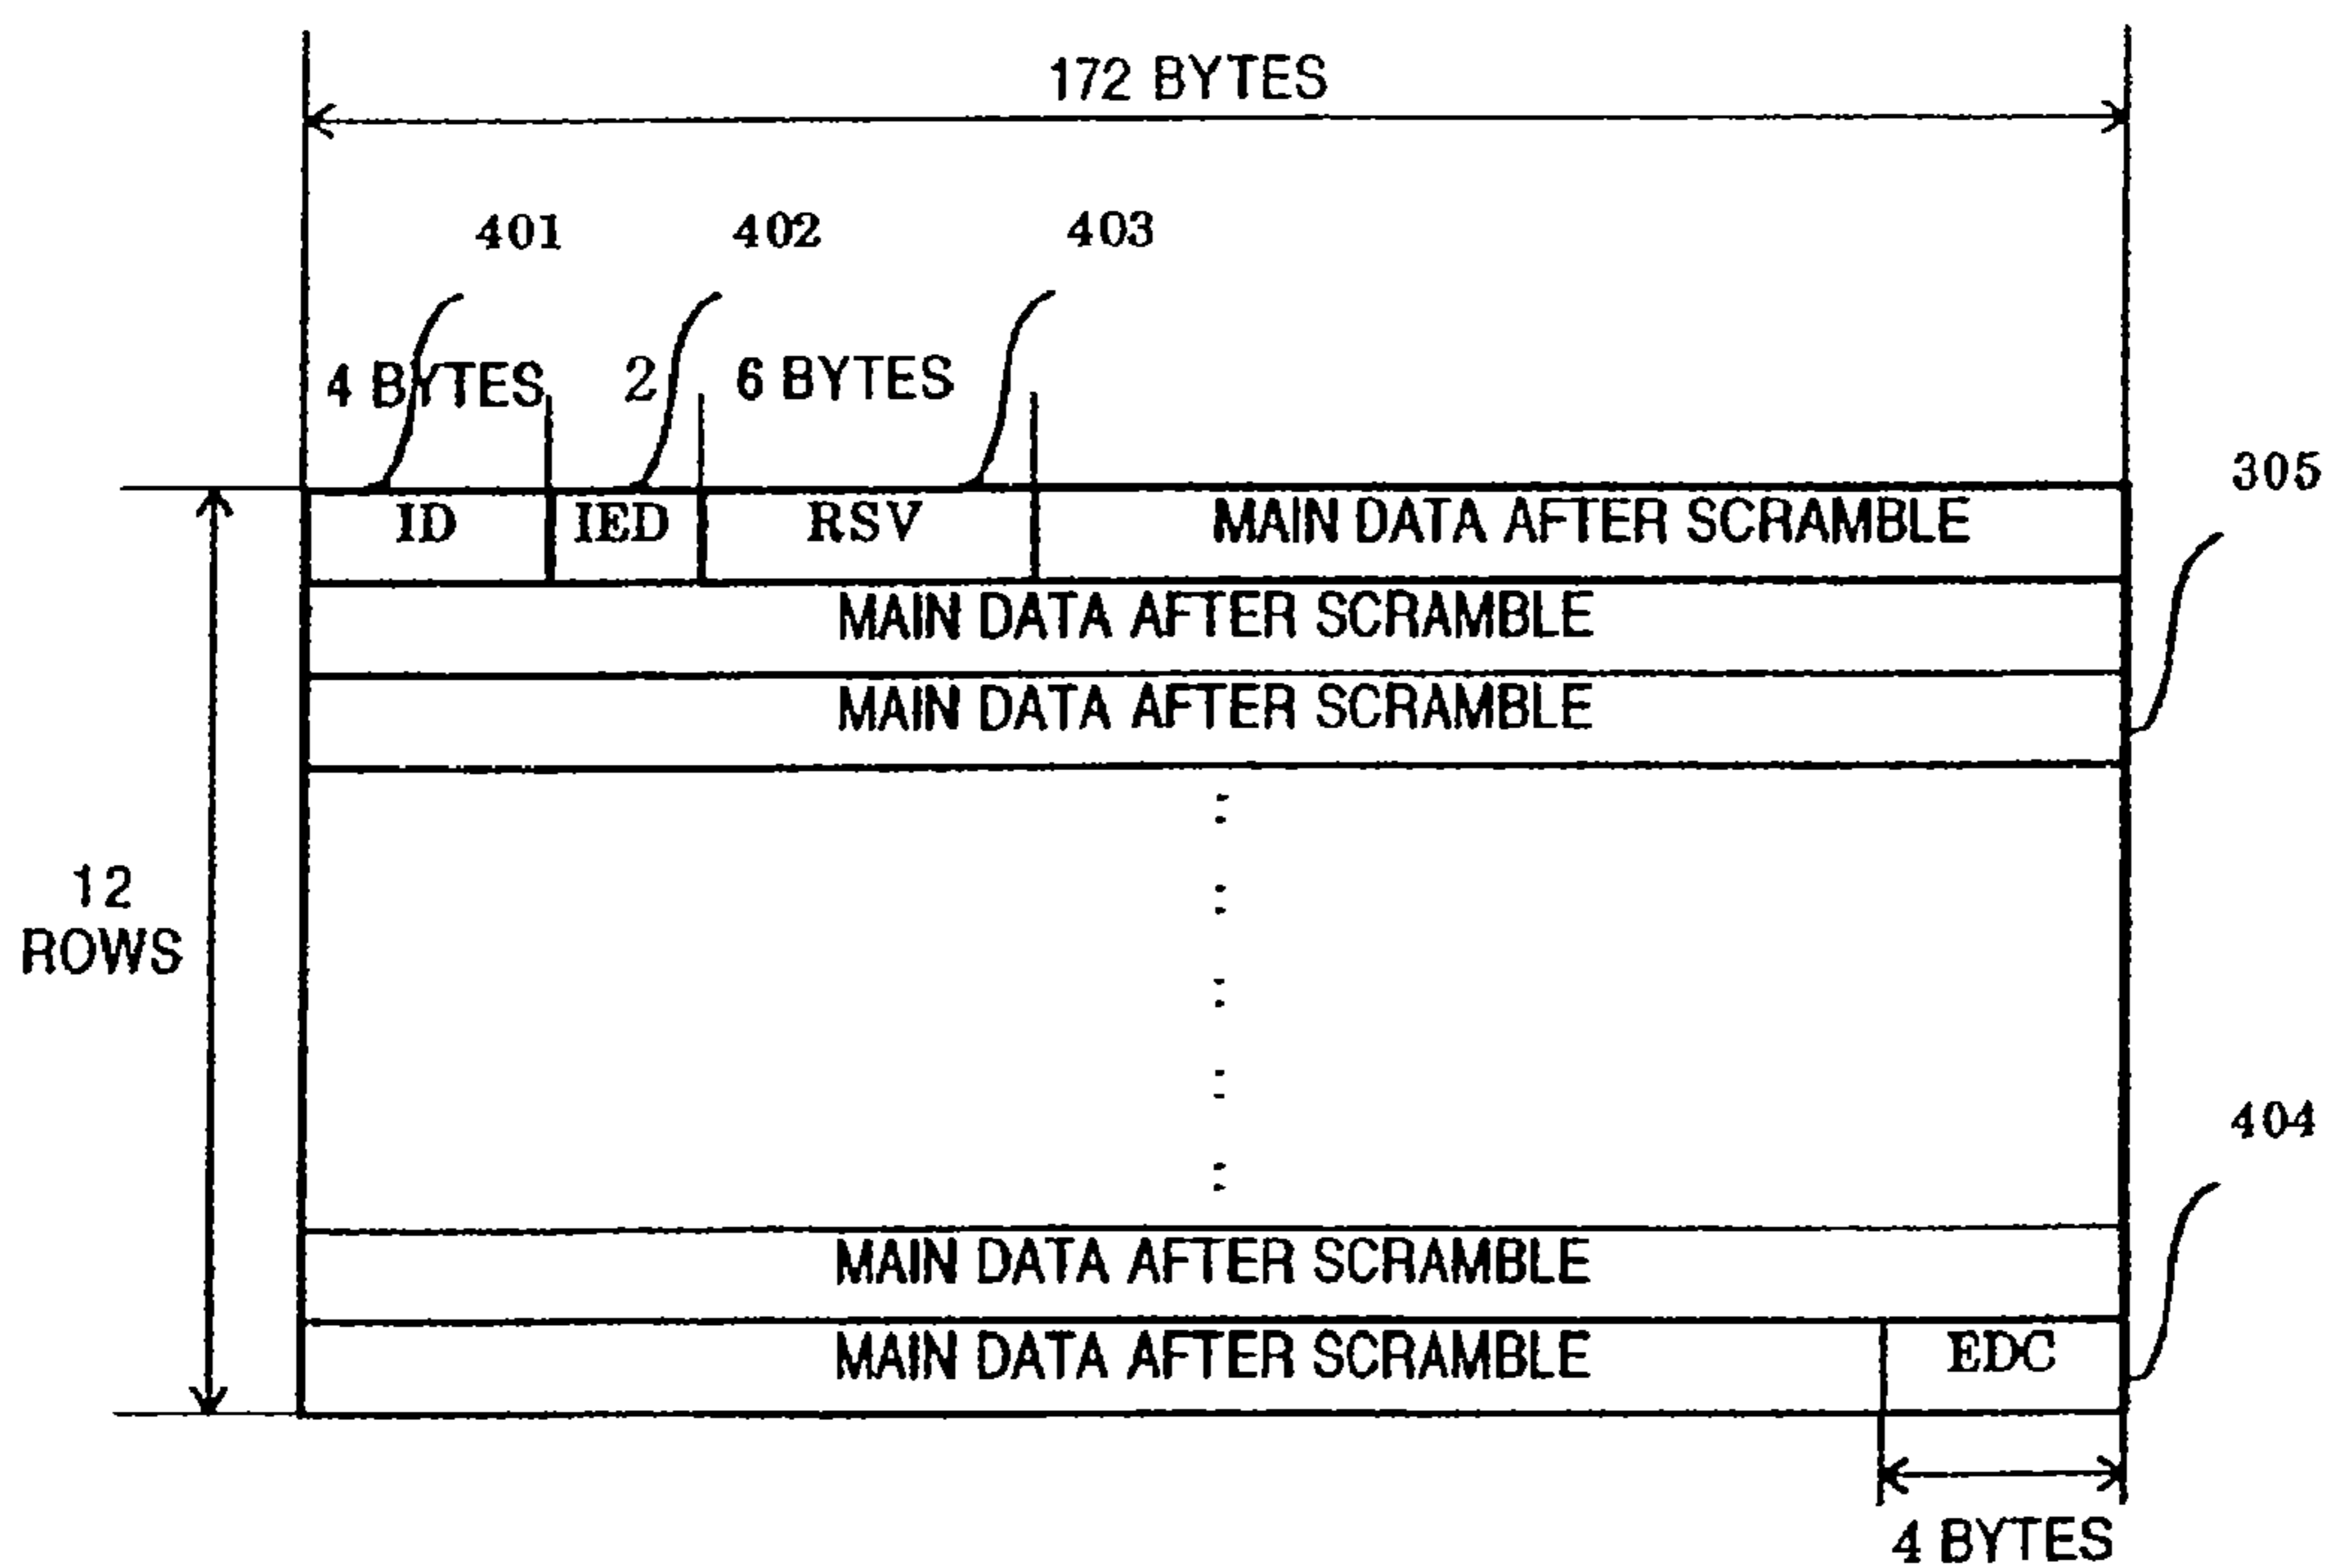 172 BYTES
401 402 403
4 BYTES 2 6 BYTES
305
ID IED RSV MAIN DATA AFTER SCRAMBLE
MAIN DATA AFTER SCRAMBLE
MAIN DATA AFTER SCRAMBLE
12
ROWS
404
MAIN DATA AFTER SCRAMBLE
MAIN DATA AFTER SCRAMBLE EDC
4 BYTES